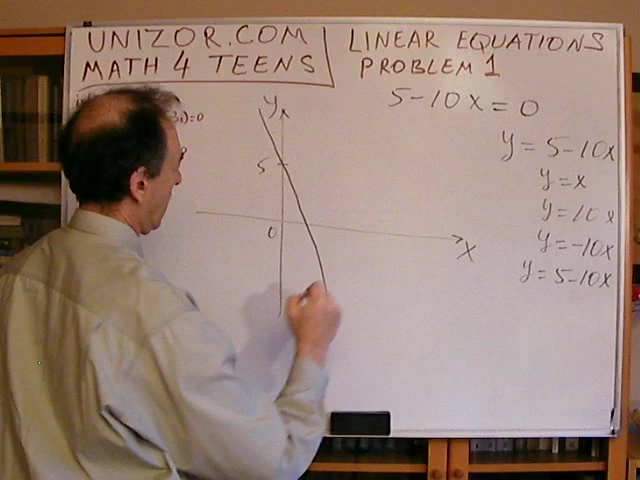 UNIZOR.COM
MATH 4 TEENS
LINEAR EQUATIONS
PROBLEM 1
5-10x=0
y=5-10x
y=x
y=10x
y=-10x
y=5-10x
)=0
y
5
0
x